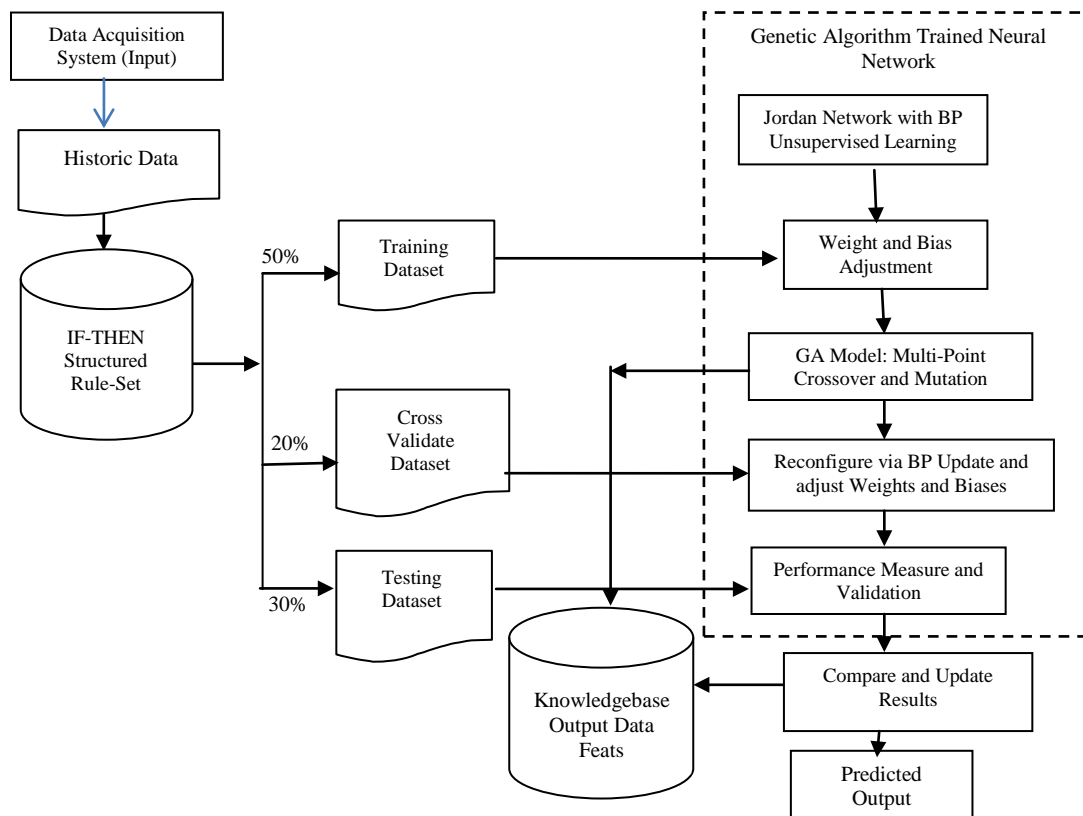 Data Acquisition
System (Input)
Historic Data
IF-THEN
Structured
Rule-Set
50%
20%
30%
Training
Dataset
Cross
Validate
Dataset
Testing
Dataset
Knowledgebase
Output Data
Feats
Genetic Algorithm Trained Neural
Network
Jordan Network with BP
Unsupervised Learning
Weight and Bias
Adjustment
GA Model: Multi-Point
Crossover and Mutation
Reconfigure via BP Update and
adjust Weights and Biases
Performance Measure and
Validation
Compare and Update
Results
Predicted
Output